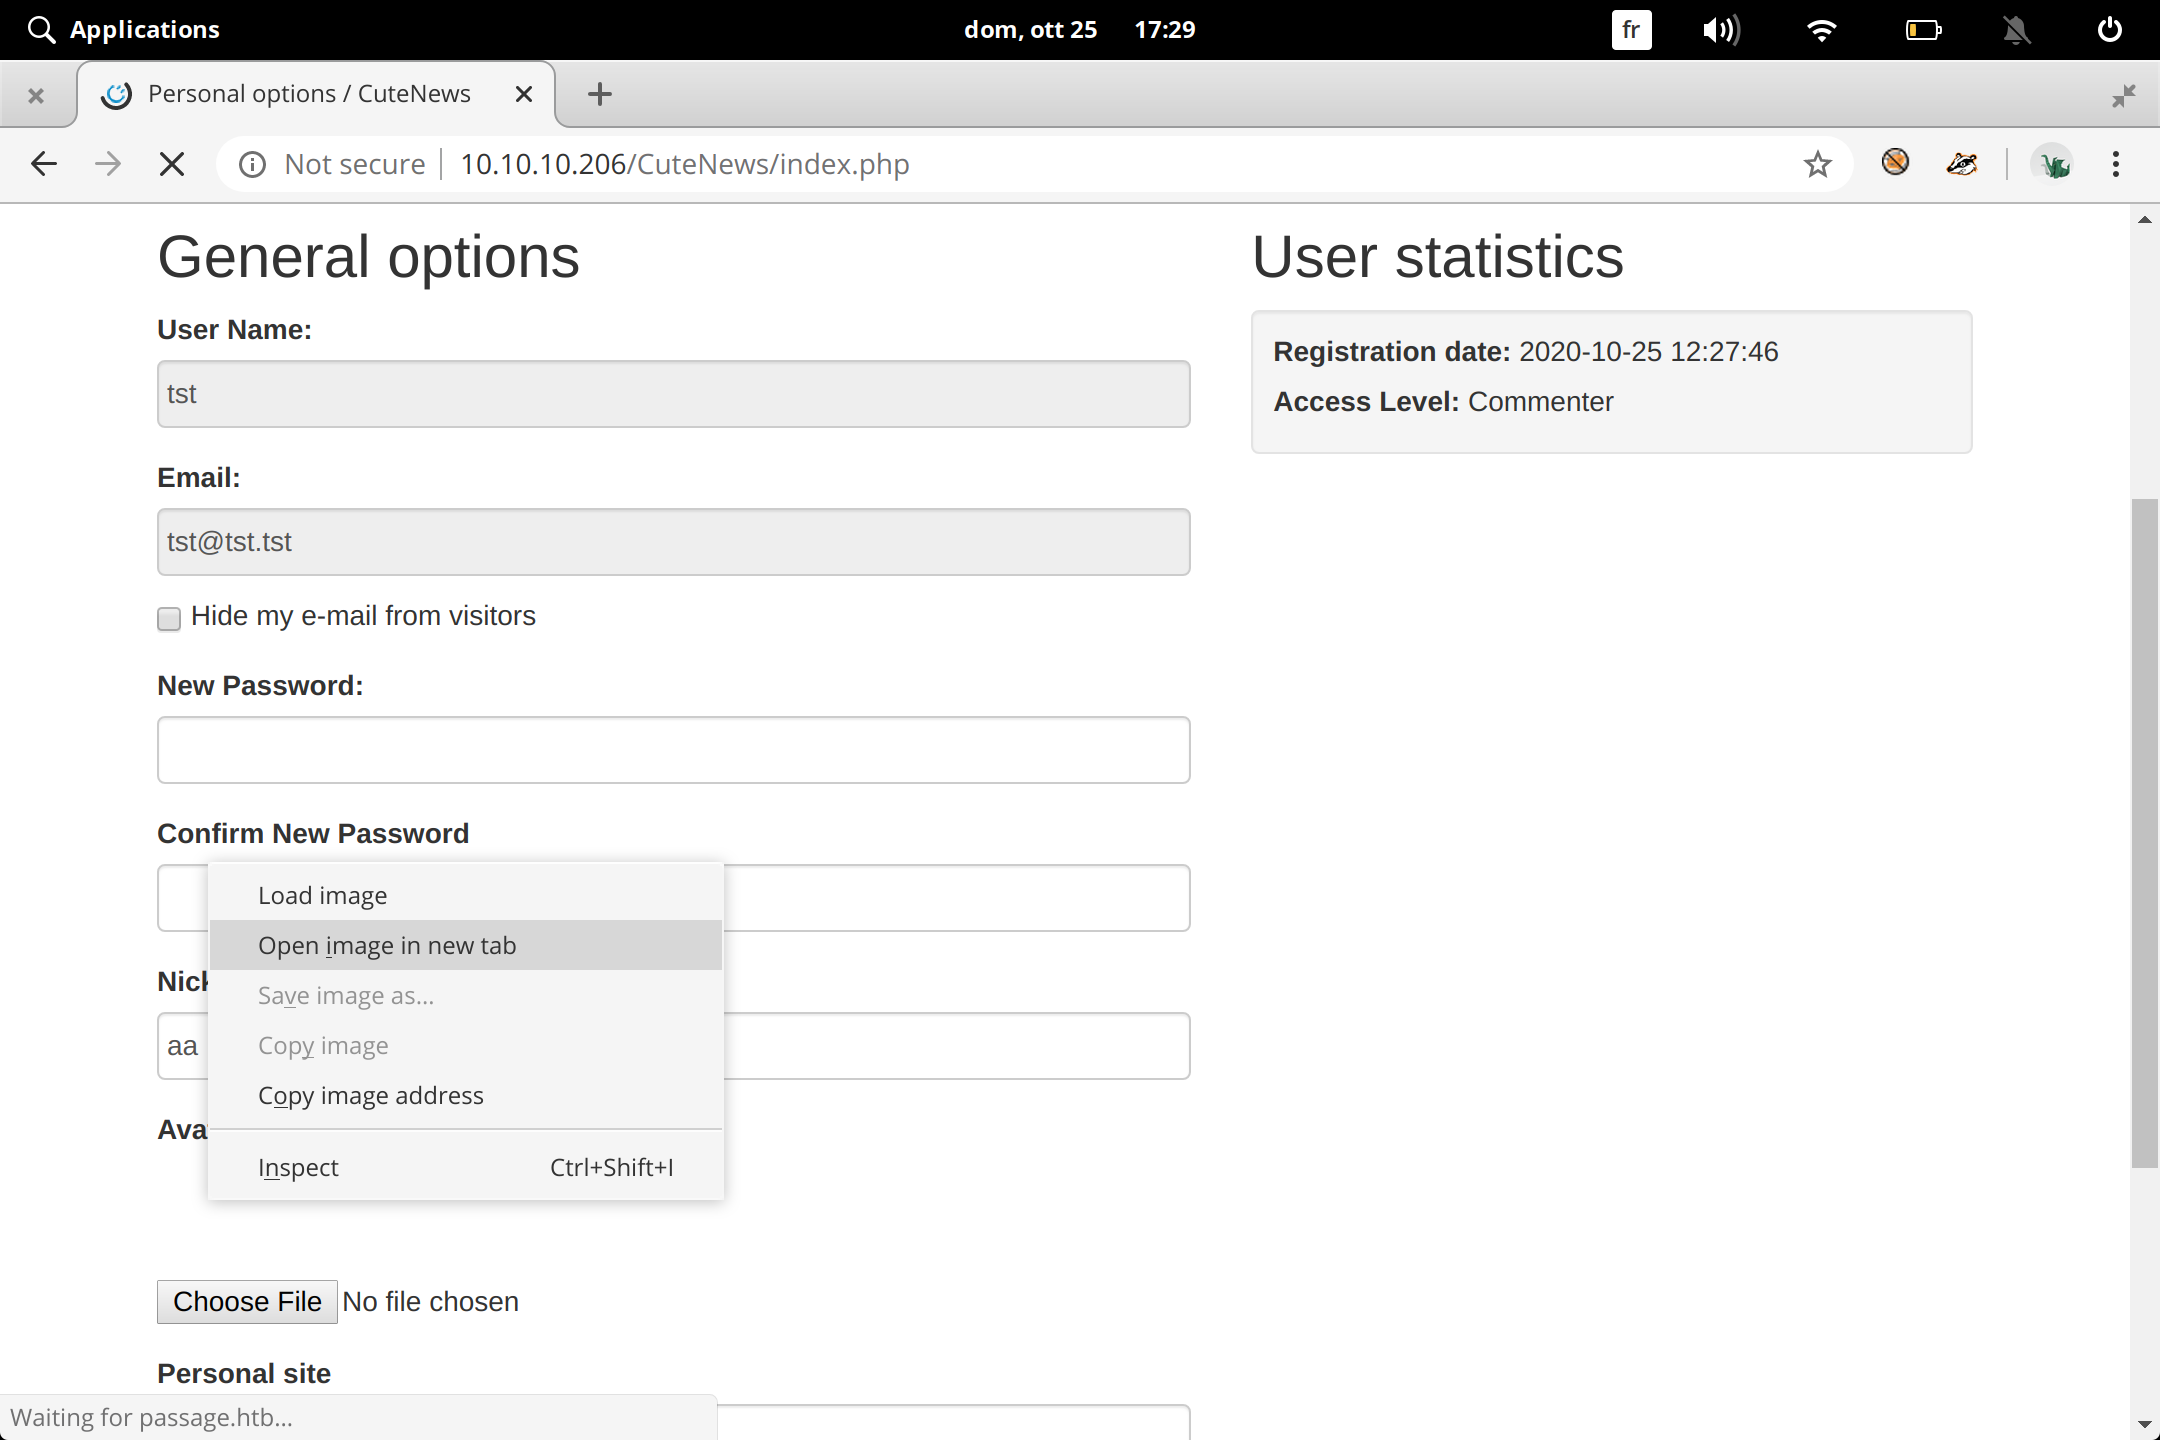 Applications
dom, ott 25 17:29
fr
Personal options / CuteNews
Not secure 10.10.10.206/CuteNews/index.php
General options
User statistics
User Name:
tst
Registration date: 2020-10-25 12:27:46
Access Level: Commenter
Email:
tst@tst.tst
Hide my e-mail from visitors
New Password:
Confirm New Password
Load image
Open image in new tab
Nick
Save image as...
aa
Copy image
Copy image address
Ava
Inspect Ctrl+Shift+I
Choose File No file chosen
Personal site
Waiting for passage.htb...